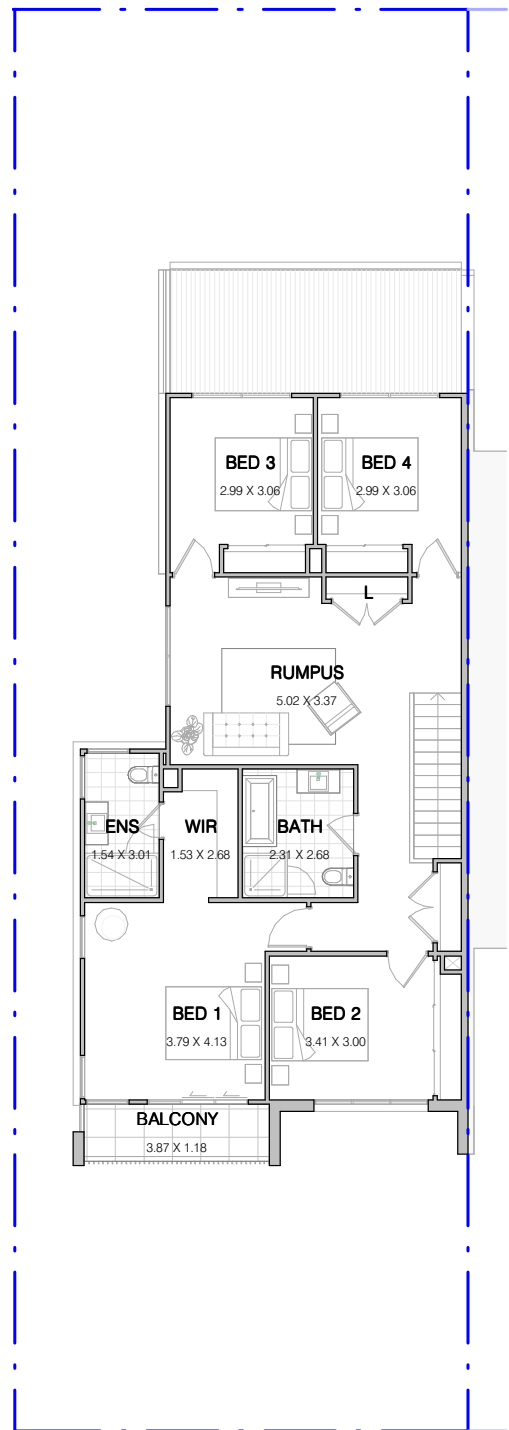 BED 3
2.99 X 3.06
BED 4
2.99 X 3.06
L
RUMPUS
5.02 X 3.37
ENS
1.54 X 3.01
WIR
1.53 X 2.68
BATH
2.31 X 2.68
BED 1
3.79 X 4.13
BED 2
3.41 X 3.00
BALCONY
3.87 X 1.18